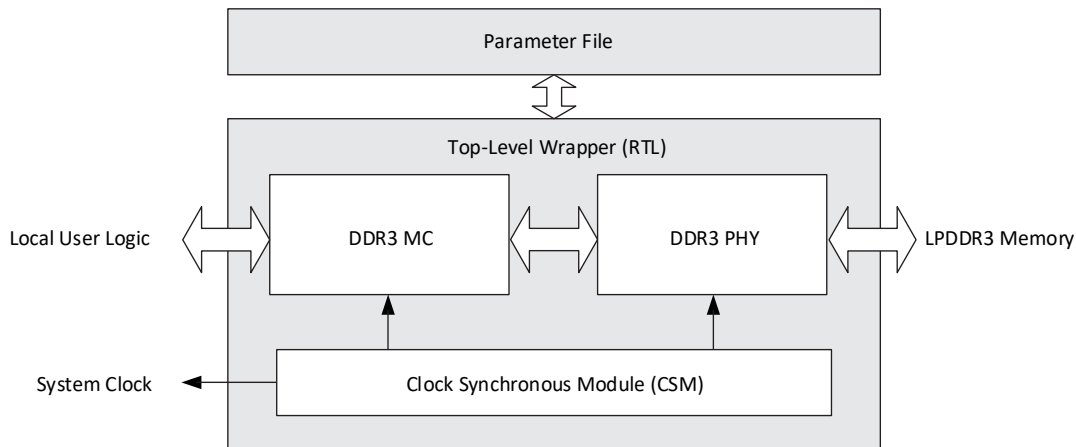 Parameter File
Top-Level Wrapper (RTL)
Local User Logic
DDR3 MC
DDR3 PHY
LPDDR3 Memory
System Clock
Clock Synchronous Module (CSM)